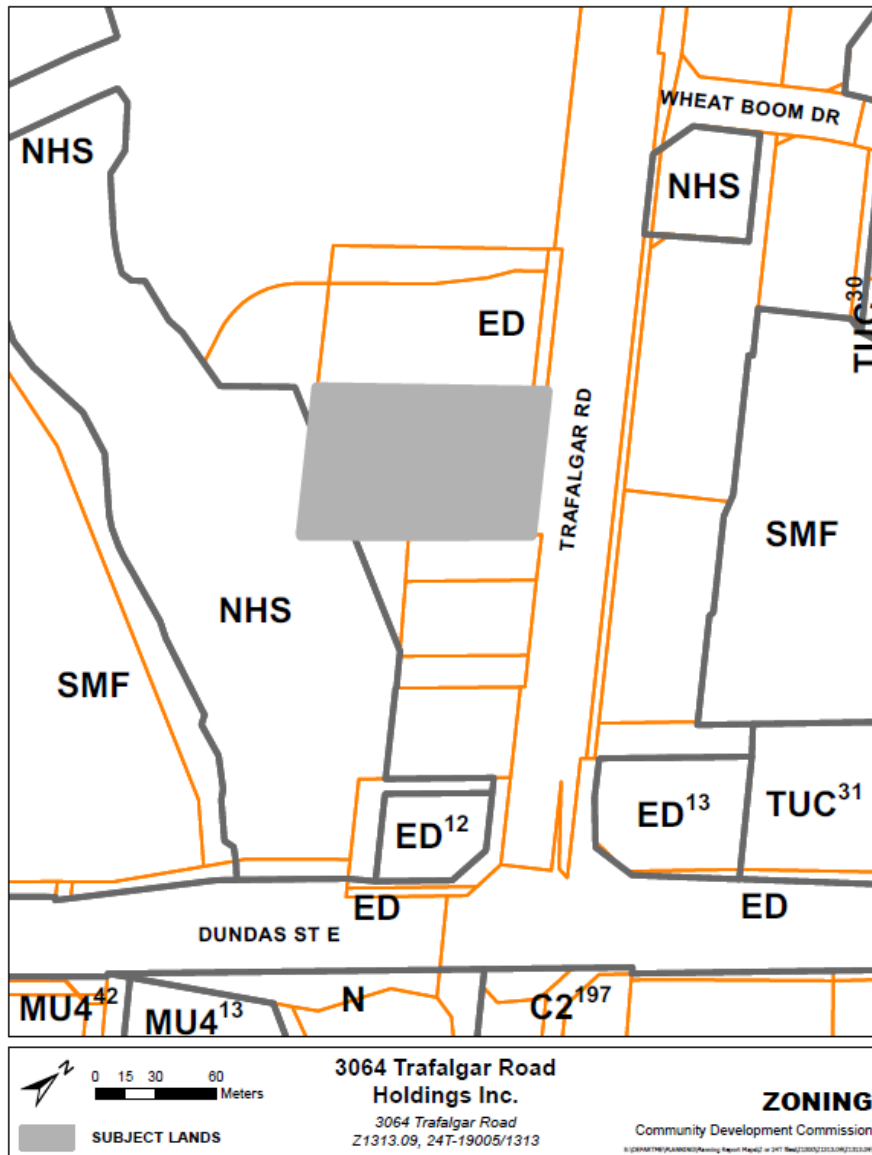 WHEAT BOOM DR
NHS
NHS
TUC30
ED
TRAFALGAR RD
SMF
NHS
SMF
ED12
ED13
TUC31
ED
ED
DUNDAS ST E
MU442
MU413
N
C2197
N
0 15 30 60
Meters
SUBJECT LANDS
3064 Trafalgar Road
Holdings Inc.
3064 Trafalgar Road
Z1313.09, 24T-19005/1313
ZONING
Community Development Commission